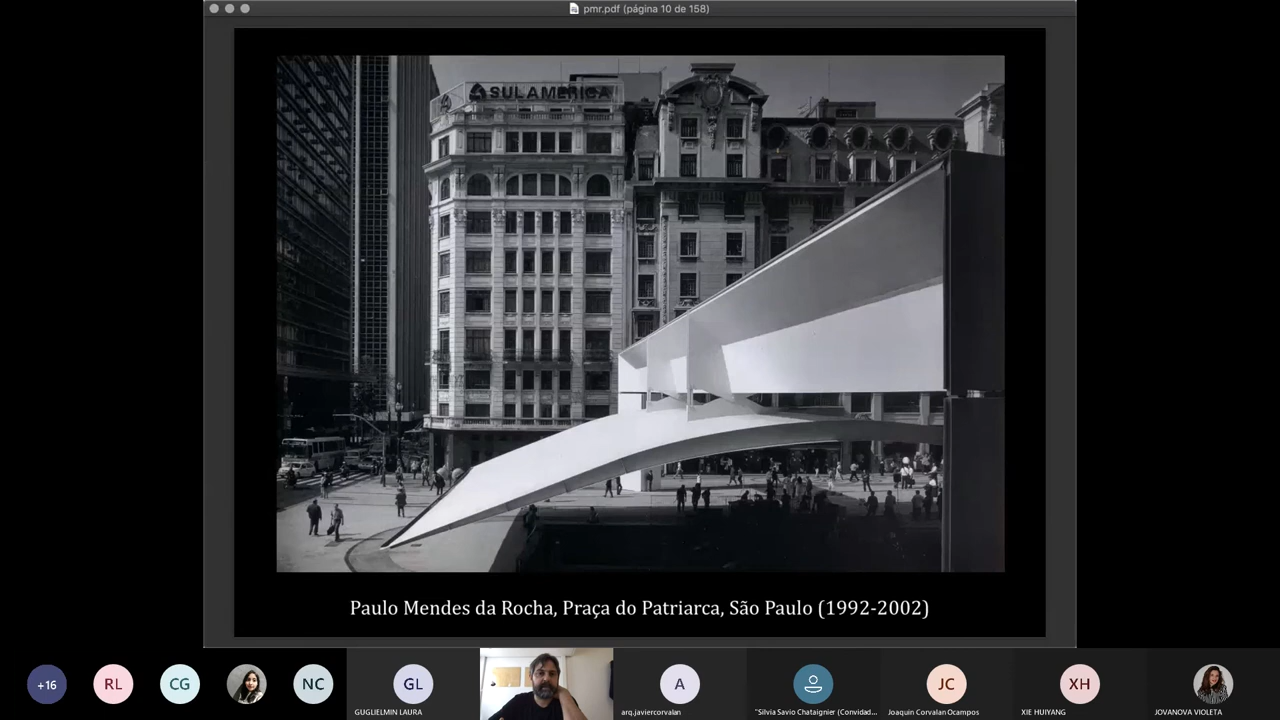 pmr.pdf (página 10 de 158)
SUL AMERICA
Paulo Mendes da Rocha, Praça do Patriarca, São Paulo (1992-2002)
+16
RL
CG
NC
GL
GUGLIELMIN LAURA
A
arq.javiercorvalan
"Silvia Savio Chataignier (Convidad...
JC
Joaquin Corvalan Ocampos
XH
XIE HUIYANG
JOVANOVA VIOLETA